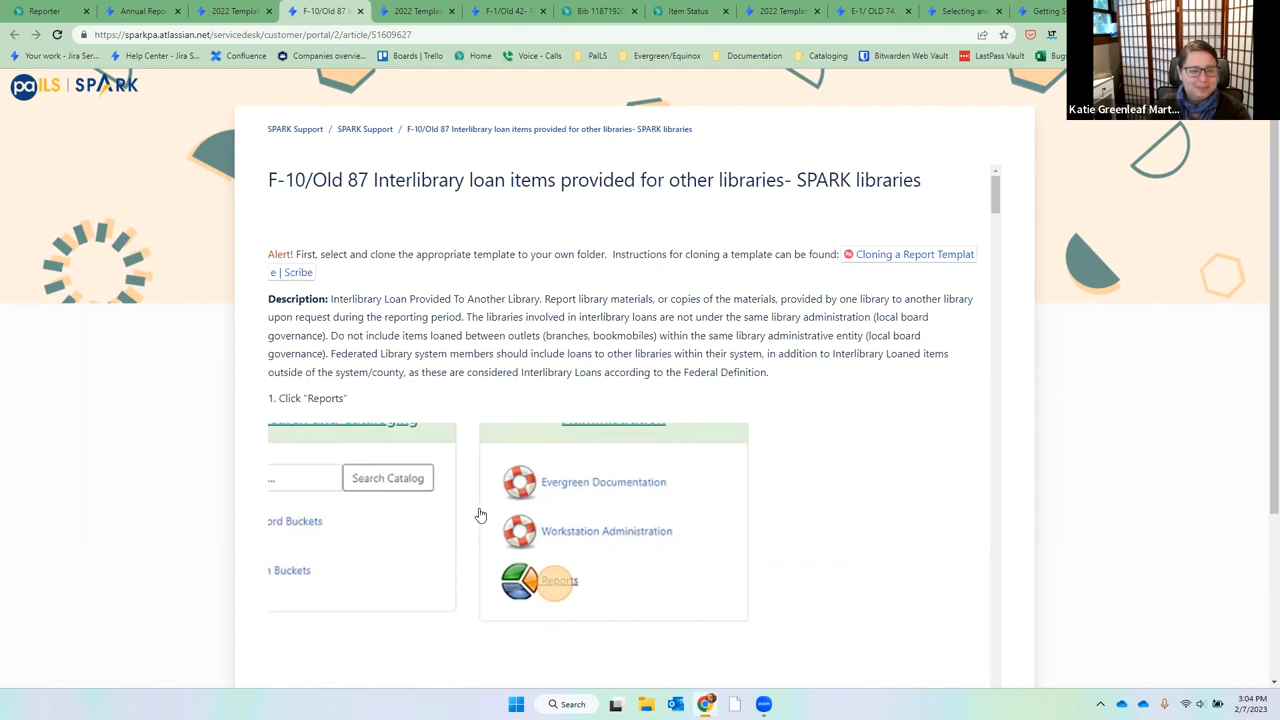 Annual Repor
2022 Templat
F-10/Old 87 I
2022 Templat
F-1/Old 42- F
Bib 11871920
Item Status
2022 Templat
E-1/ OLD 74.
Selecting and
Getting S
https://sparkpa.atlassian.net/servicedesk/customer/portal/2/article/51609627
Your work - Jira Ser... Help Center - Jira S... Confluence Companies overvie... Boards | Trello Home Voice - Calls PaILS Evergreen/Equinox Documentation Cataloging Bitwarden Web Vault LastPass Vault Bugs
Katie Greenleaf Mart...
paILS | SPARK
SPARK Support / SPARK Support / F-10/Old 87 Interlibrary loan items provided for other libraries- SPARK libraries
F-10/Old 87 Interlibrary loan items provided for other libraries- SPARK libraries
Alert! First, select and clone the appropriate template to your own folder. Instructions for cloning a template can be found: Cloning a Report Templat
e | Scribe
Description: Interlibrary Loan Provided To Another Library. Report library materials, or copies of the materials, provided by one library to another library
upon request during the reporting period. The libraries involved in interlibrary loans are not under the same library administration (local board
governance). Do not include items loaned between outlets (branches, bookmobiles) within the same library administrative entity (local board
governance). Federated Library system members should include loans to other libraries within their system, in addition to Interlibrary Loaned items
outside of the system/county, as these are considered Interlibrary Loans according to the Federal Definition.
1. Click "Reports"
... Search Catalog
ord Buckets
n Buckets
Evergreen Documentation
Workstation Administration
Reports
Search
3:04 PM
2/7/2023